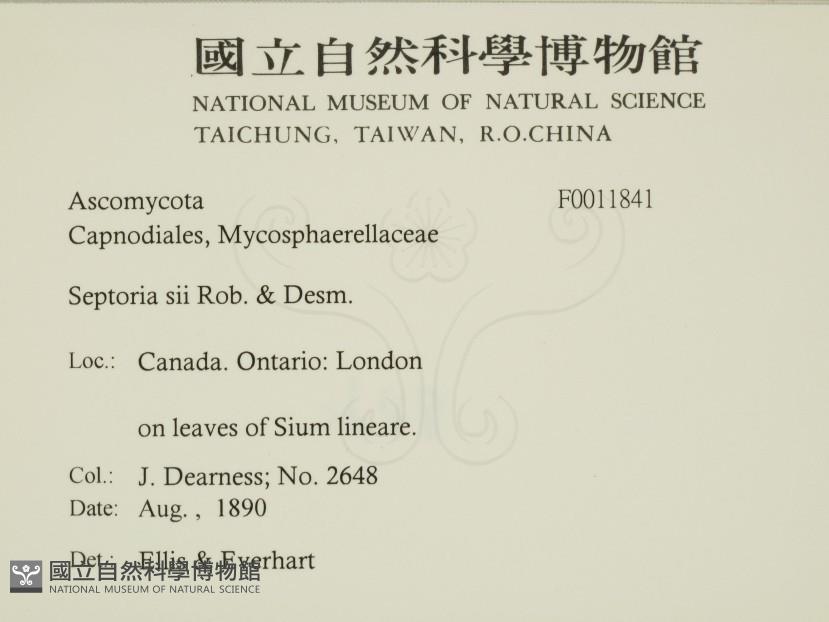 國立自然科學博物館
NATIONAL MUSEUM OF NATURAL SCIENCE
TAICHUNG, TAIWAN, R.O.CHINA
Ascomycota F0011841
Capnodiales, Mycosphaerellaceae
Septoria sii Rob. & Desm.
Loc.: Canada. Ontario: London
on leaves of Sium lineare.
Col.: J. Dearness; No. 2648
Date: Aug. , 1890
Det.: Ellis & Everhart
國立自然科學博物館
NATIONAL MUSEUM OF NATURAL SCIENCE